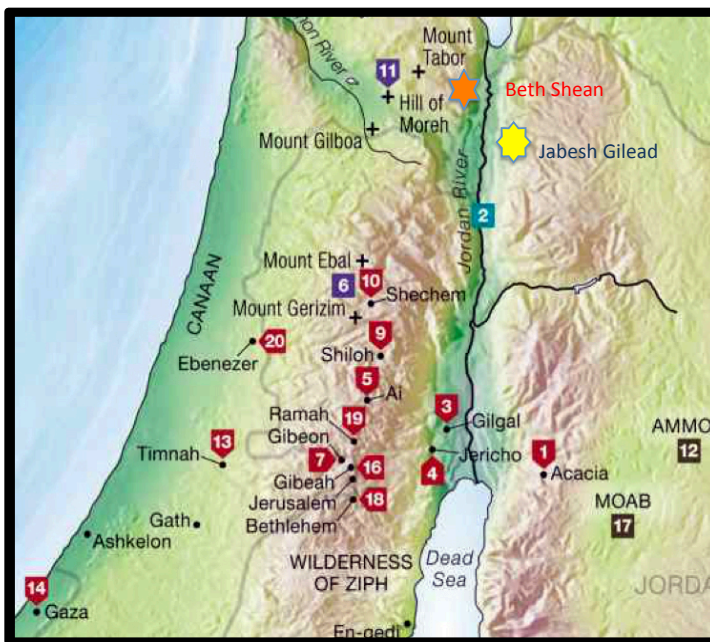 Mount
Tabor
11
Hill of
Moreh
Beth Shean
Mount Gilboa
Jabesh Gilead
Jordan River
2
CANAAN
Mount Ebal
6
10
Shechem
Mount Gerizim
9
20
Ebenezer
Shiloh
5
Ai
3
19
Ramah
Gilgal
Gibeon
13
7
16
Timnah
Jericho
4
1
Acacia
12
Gibeah
Jerusalem
18
Bethlehem
MOAB
17
Gath
Ashkelon
WILDERNESS
OF ZIPH
Dead
Sea
14
Gaza
En-gedi